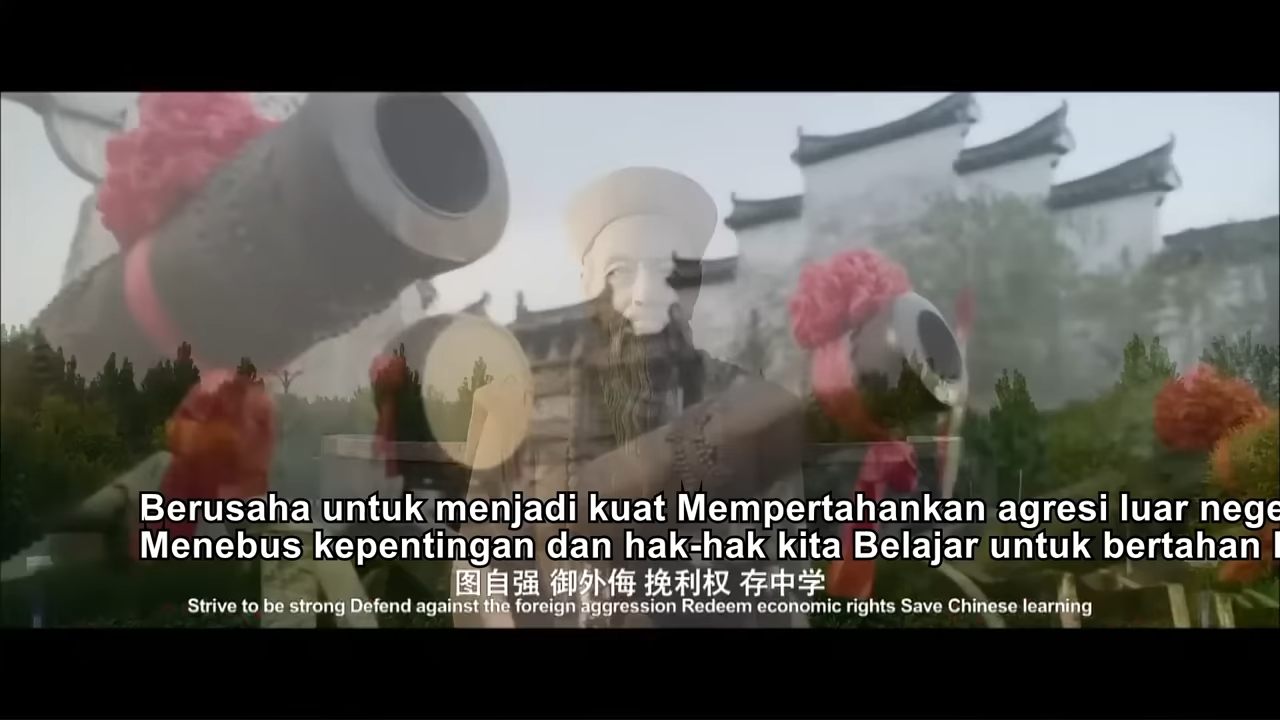 Berusaha untuk menjadi kuat Mempertahankan agresi luar nege
Menebus kepentingan dan hak-hak kita Belajar untuk bertahan
图自强 御外侮 挽利权 存中学
Strive to be strong Defend against the foreign aggression Redeem economic rights Save Chinese learning